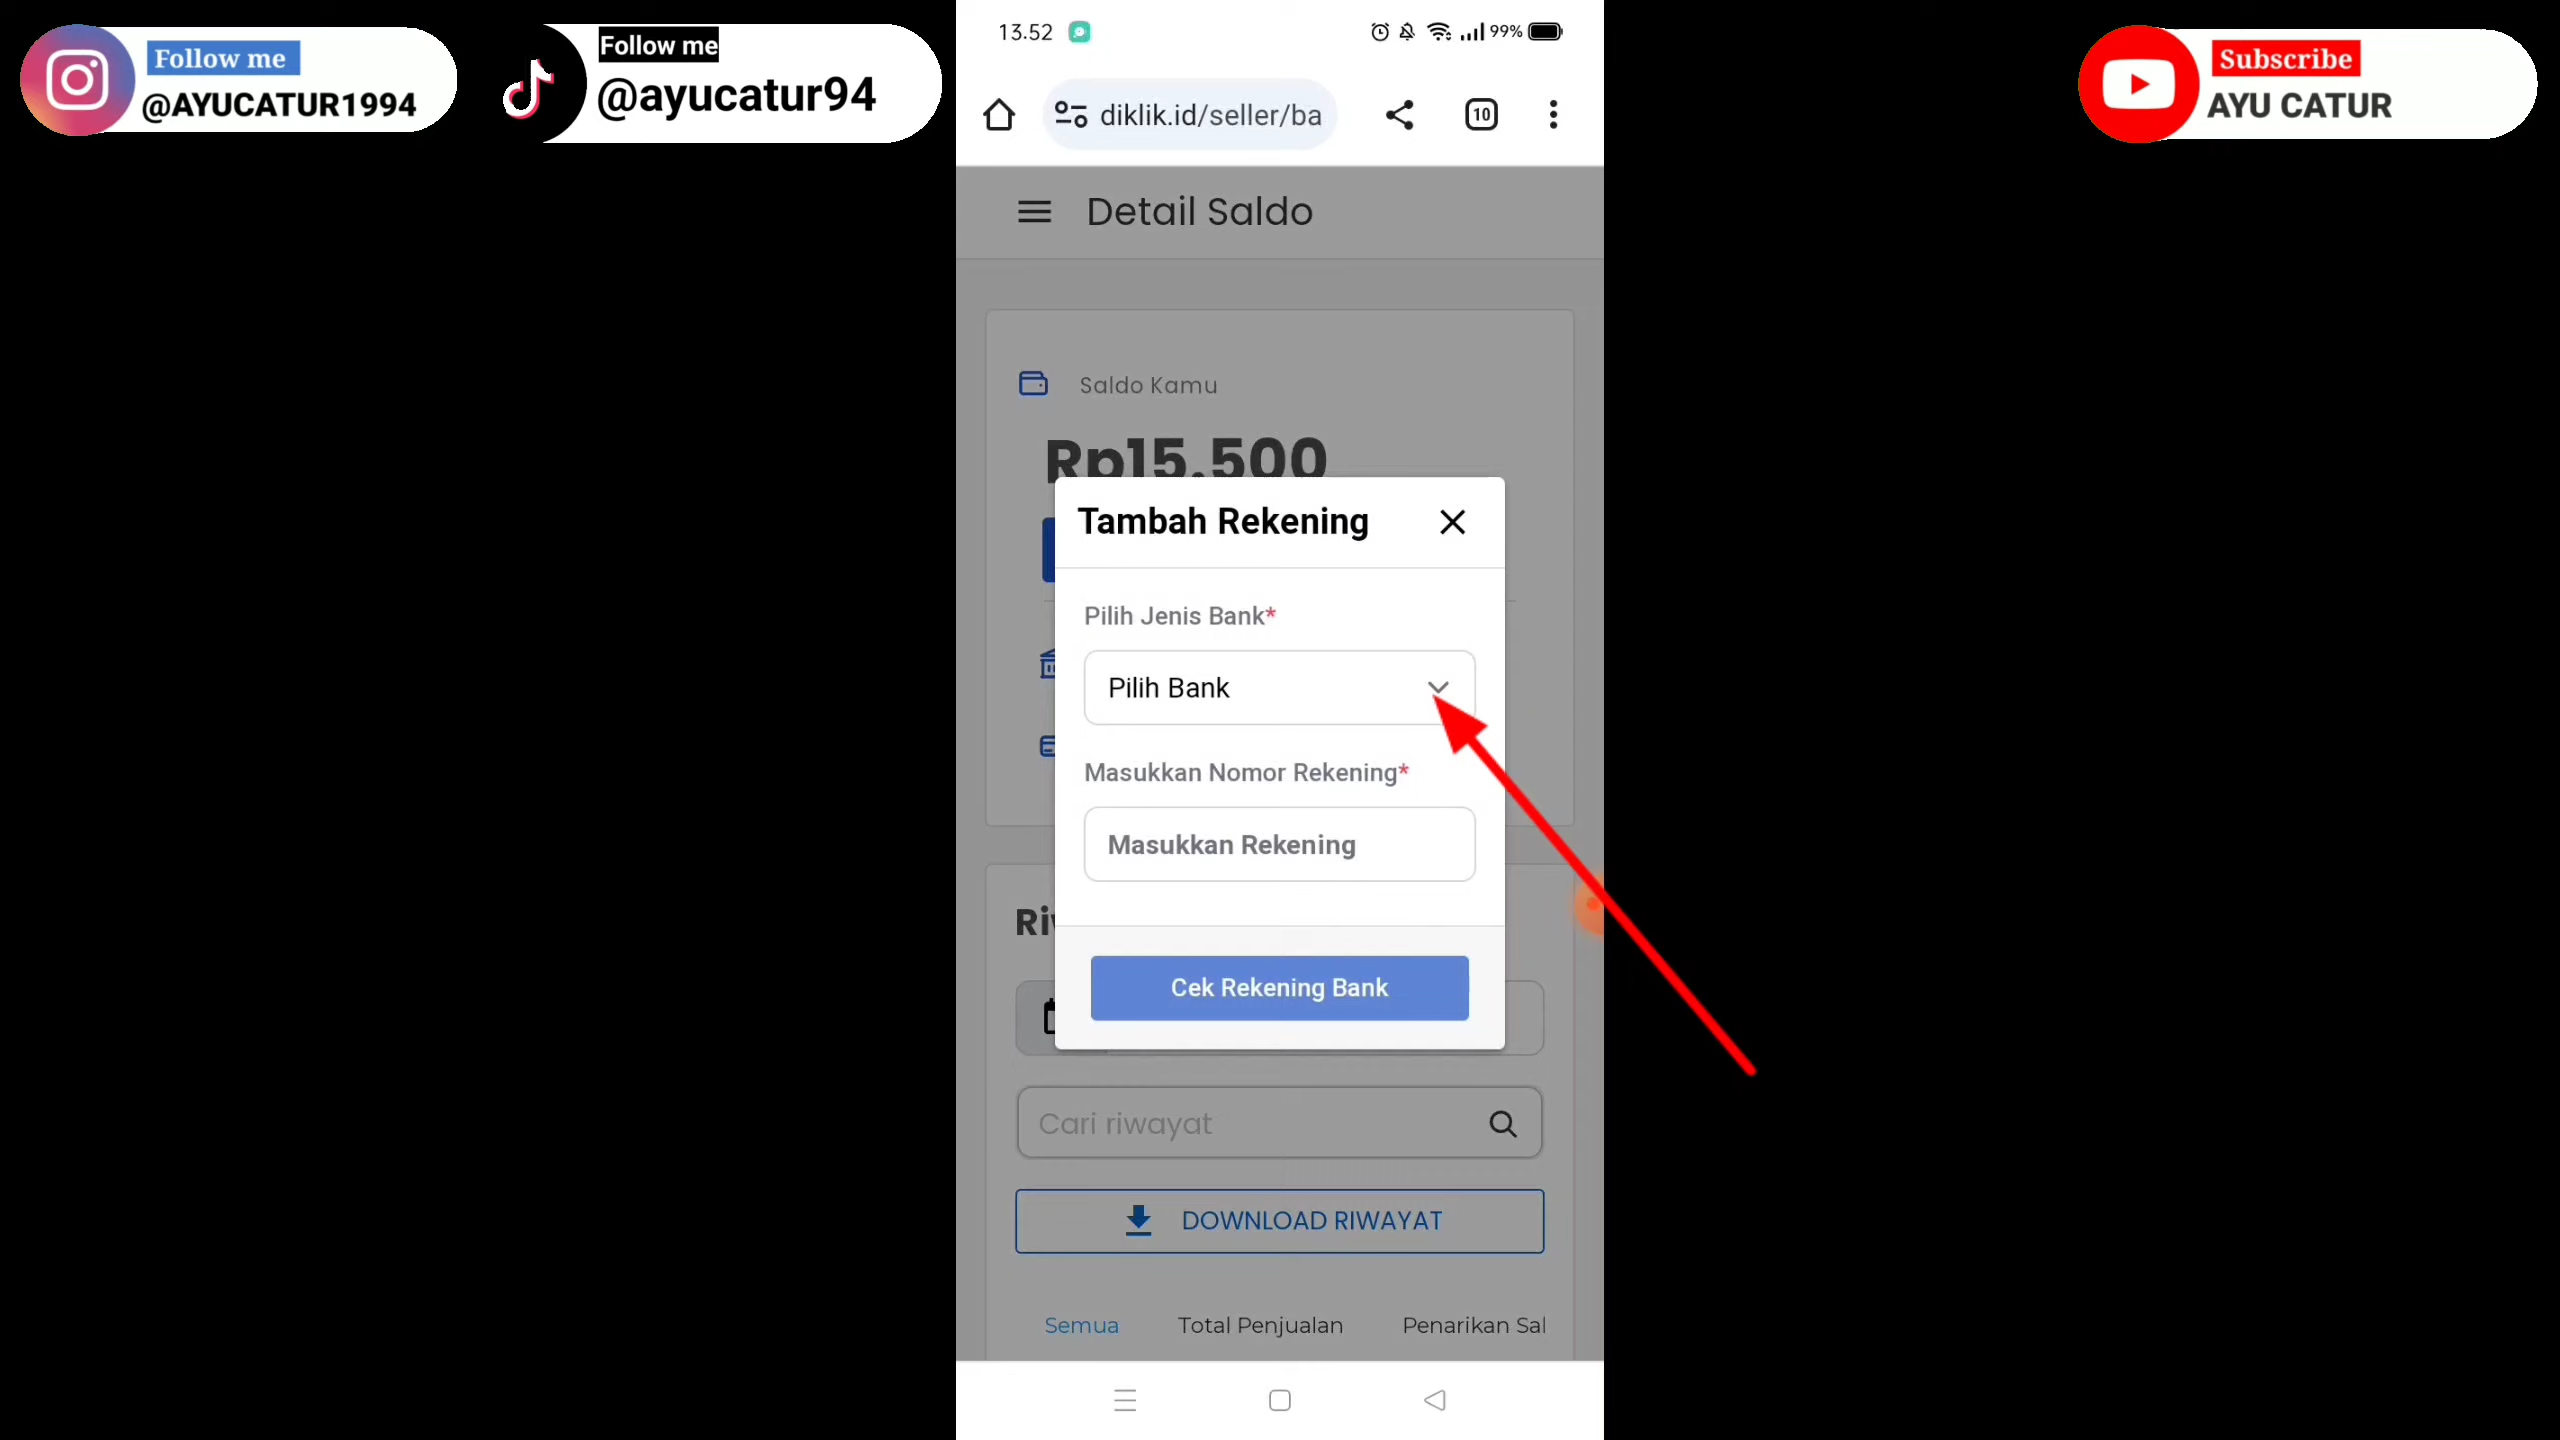 Follow me
@AYUCATUR1994
Follow me
@ayucatur94
Subscribe
AYU CATUR
13.52
99%
diklik.id/seller/ba
10
Detail Saldo
Saldo Kamu
Rp15.500
Tambah Rekening
Pilih Jenis Bank*
Pilih Bank
Masukkan Nomor Rekening*
Masukkan Rekening
Ri
Cek Rekening Bank
Cari riwayat
DOWNLOAD RIWAYAT
Semua
Total Penjualan
Penarikan Sal